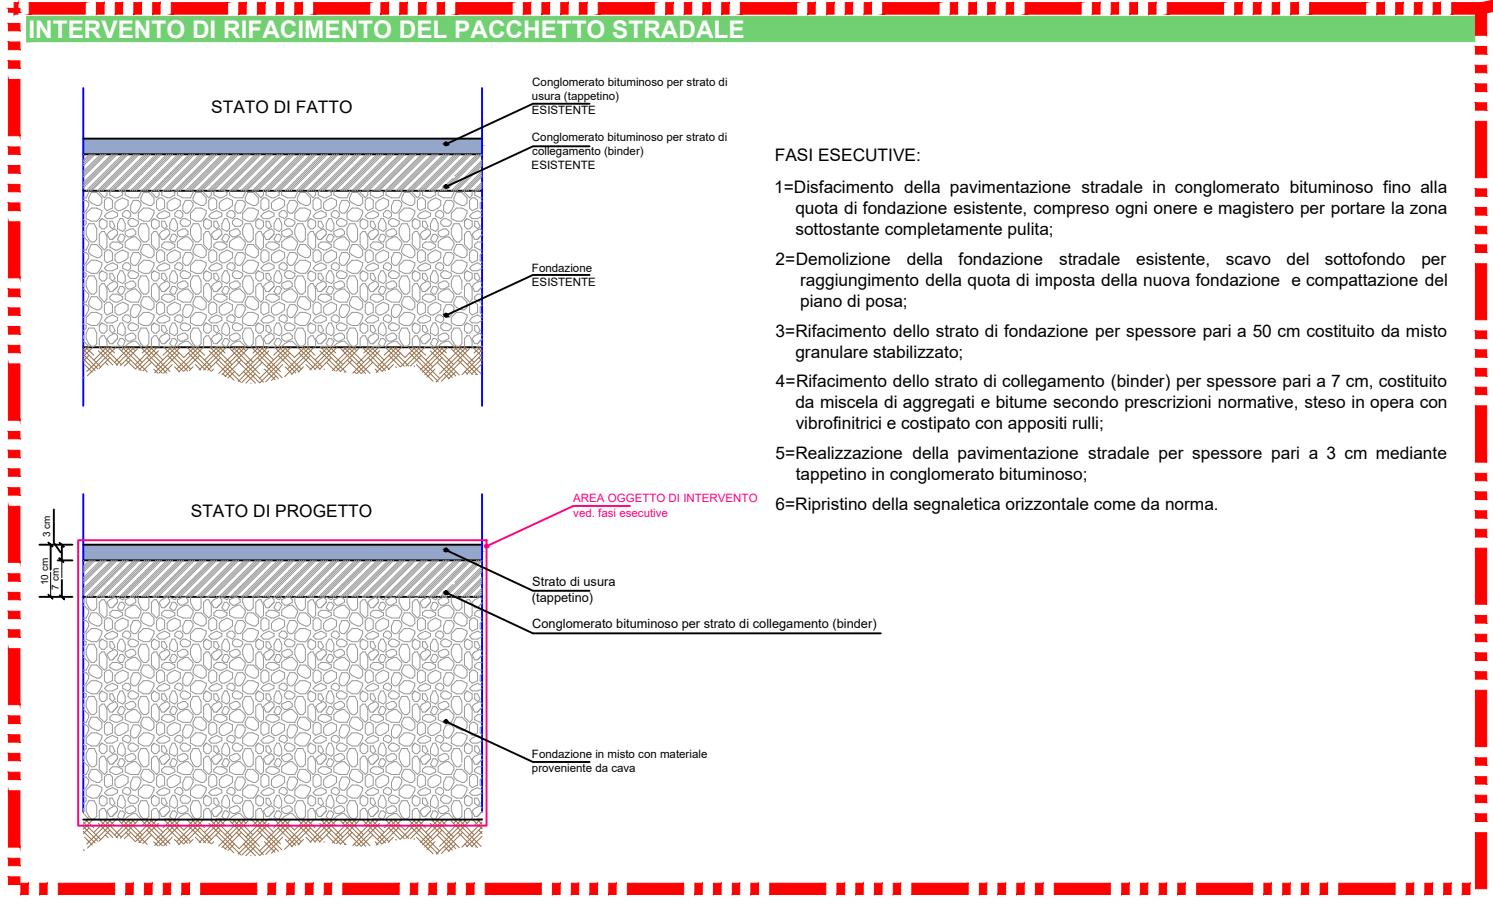 INTERVENTO DI RIFACIMENTO DEL PACCHETTO STRADALE
STATO DI FATTO
Conglomerato bituminoso per strato di
usura (tappetino)
ESISTENTE
Conglomerato bituminoso per strato di
collegamento (binder)
ESISTENTE
Fondazione
ESISTENTE
FASI ESECUTIVE:
1=Disfacimento della pavimentazione stradale in conglomerato bituminoso fino alla
quota di fondazione esistente, compreso ogni onere e magistero per portare la zona
sottostante completamente pulita;
2=Demolizione della fondazione stradale esistente, scavo del sottofondo per
raggiungimento della quota di imposta della nuova fondazione e compattazione del
piano di posa;
3=Rifacimento dello strato di fondazione per spessore pari a 50 cm costituito da misto
granulare stabilizzato;
4=Rifacimento dello strato di collegamento (binder) per spessore pari a 7 cm, costituito
da miscela di aggregati e bitume secondo prescrizioni normative, steso in opera con
vibrofinitrici e costipato con appositi rulli;
5=Realizzazione della pavimentazione stradale per spessore pari a 3 cm mediante
tappetino in conglomerato bituminoso;
6=Ripristino della segnaletica orizzontale come da norma.
STATO DI PROGETTO
AREA OGGETTO DI INTERVENTO
ved. fasi esecutive
3 cm
10 cm
7 cm
Strato di usura
(tappetino)
Conglomerato bituminoso per strato di collegamento (binder)
Fondazione in misto con materiale
proveniente da cava